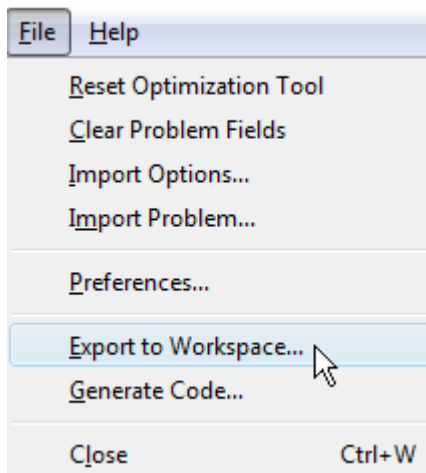 File Help
Reset Optimization Tool
Clear Problem Fields
Import Options...
Import Problem...
Preferences...
Export to Workspace...
Generate Code...
Close Ctrl+W